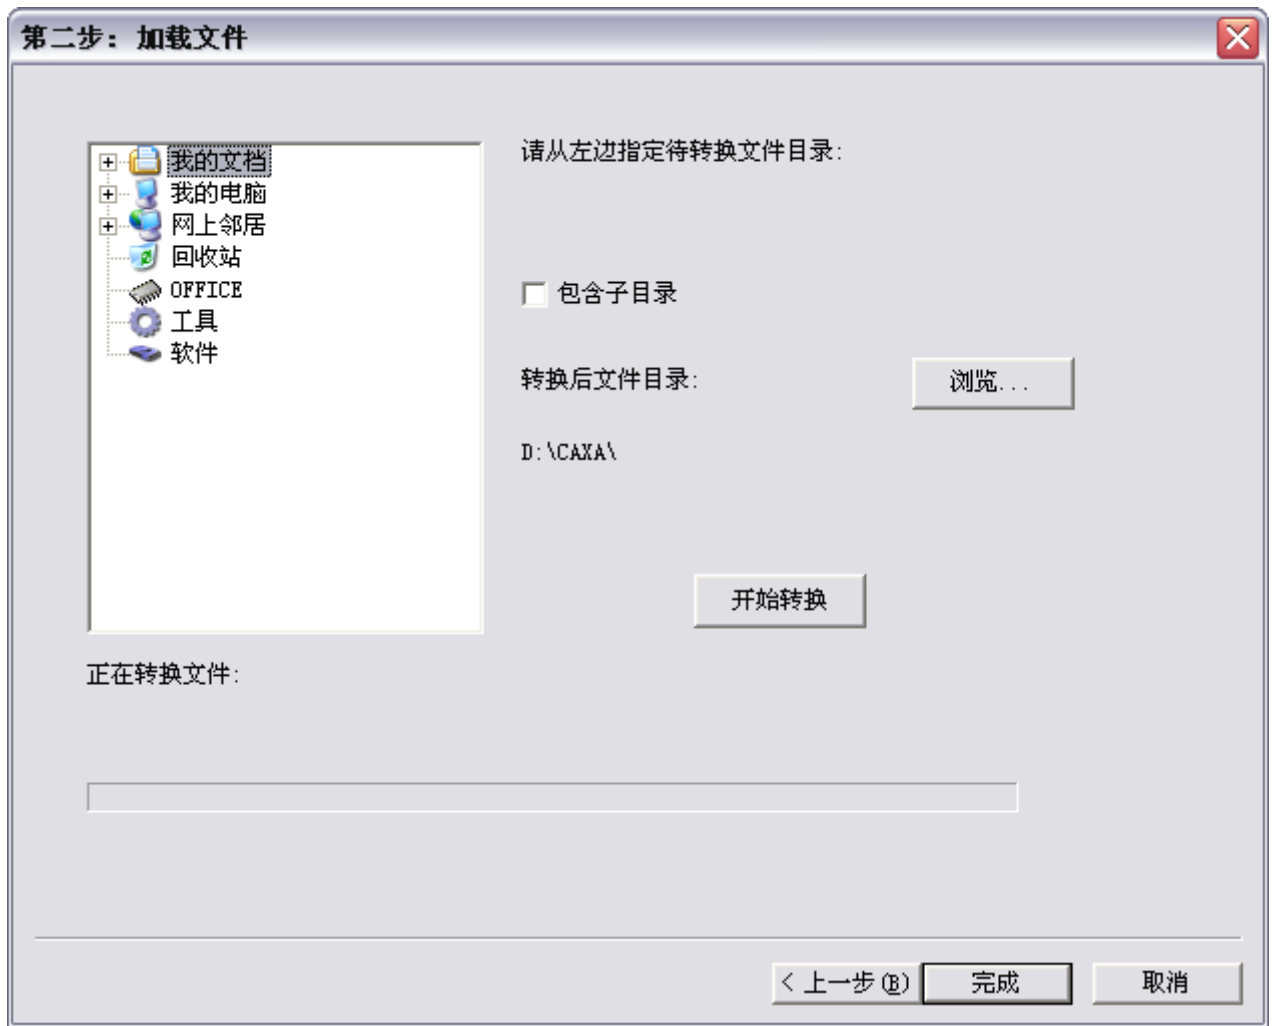 第二步：加载文件
我的文档
我的电脑
网上邻居
回收站
OFFICE
工具
软件
请从左边指定待转换文件目录:
包含子目录
转换后文件目录:
浏览...
D:\CAXA\
开始转换
正在转换文件:
< 上一步(B)
完成
取消